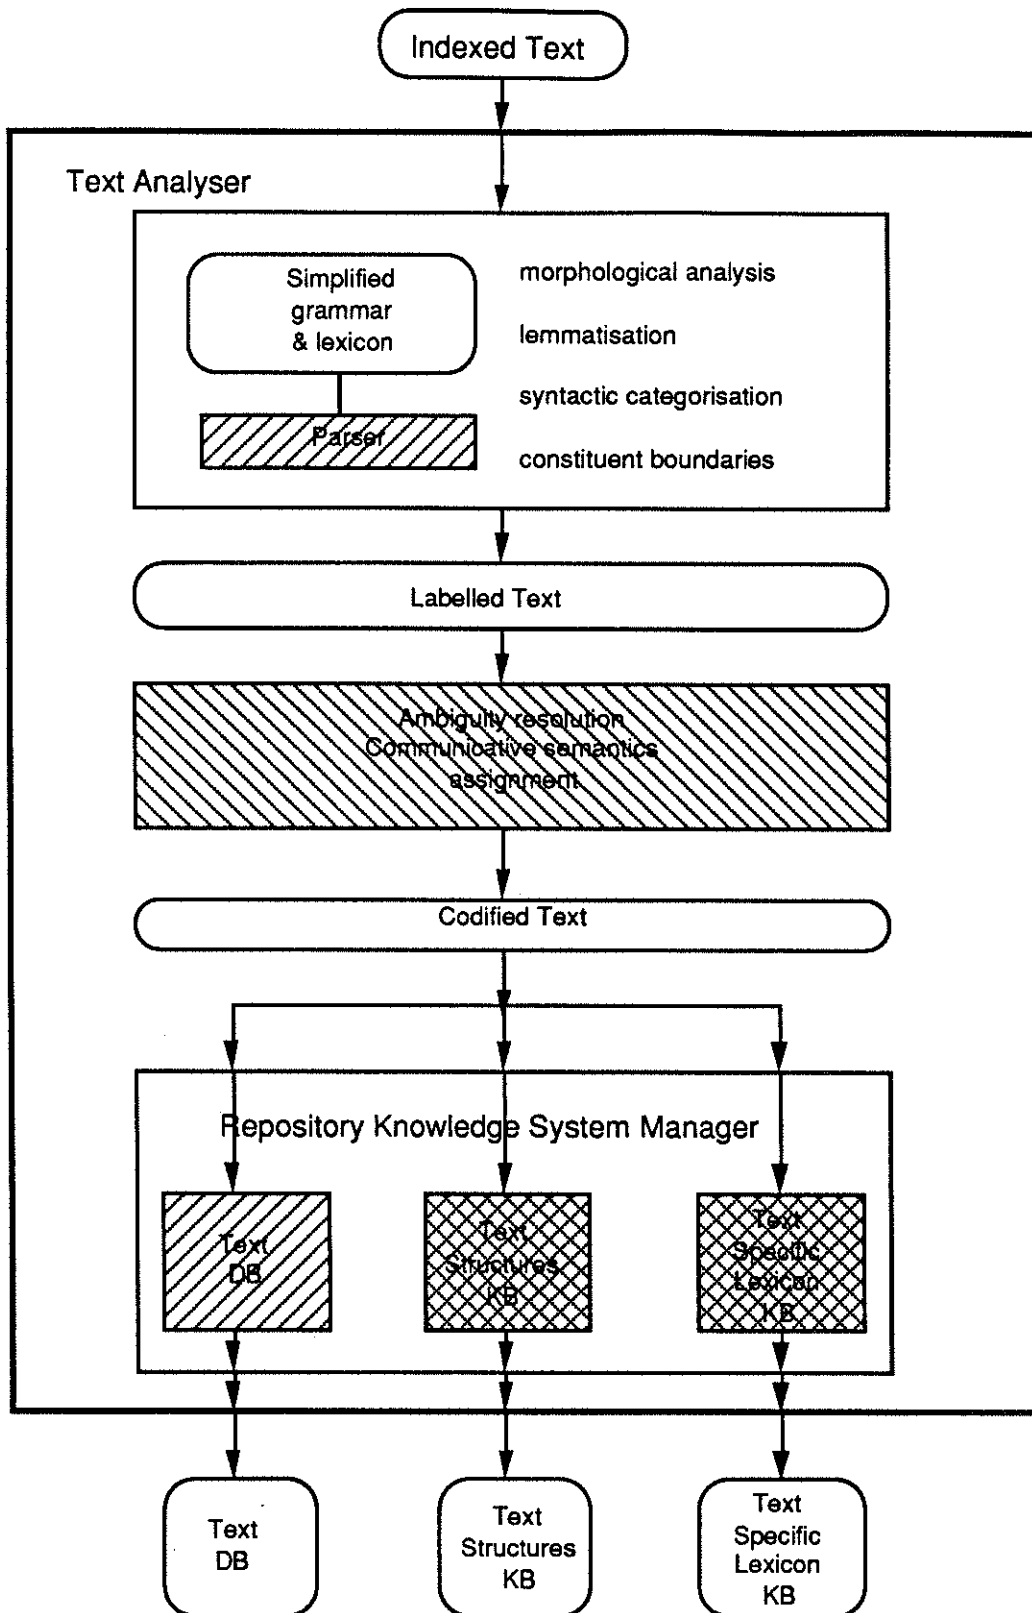 Indexed Text
Text Analyser
Simplified
grammar
& lexicon
Parser
morphological analysis
lemmatisation
syntactic categorisation
constituent boundaries
Labelled Text
Ambiguity resolution
Communicative semantics
assignment
Codified Text
Repository Knowledge System Manager
Text
DB
Text
Structures
KB
Text
Specific
Lexicon
KB
Text
DB
Text
Structures
KB
Text
Specific
Lexicon
KB